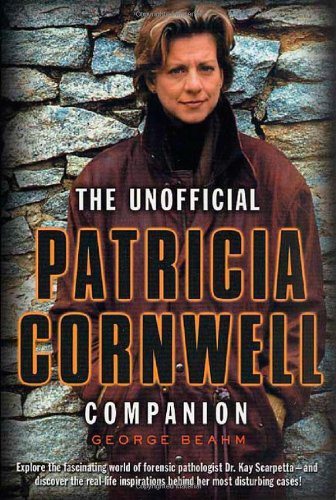 THE UNOFFICIAL
PATRICIA
CORNWELL
COMPANION
GEORGE BEAHM
Explore the fascinating world of forensic pathologist Dr. Kay Scarpetta—and
discover the real-life inspirations behind her most disturbing cases!